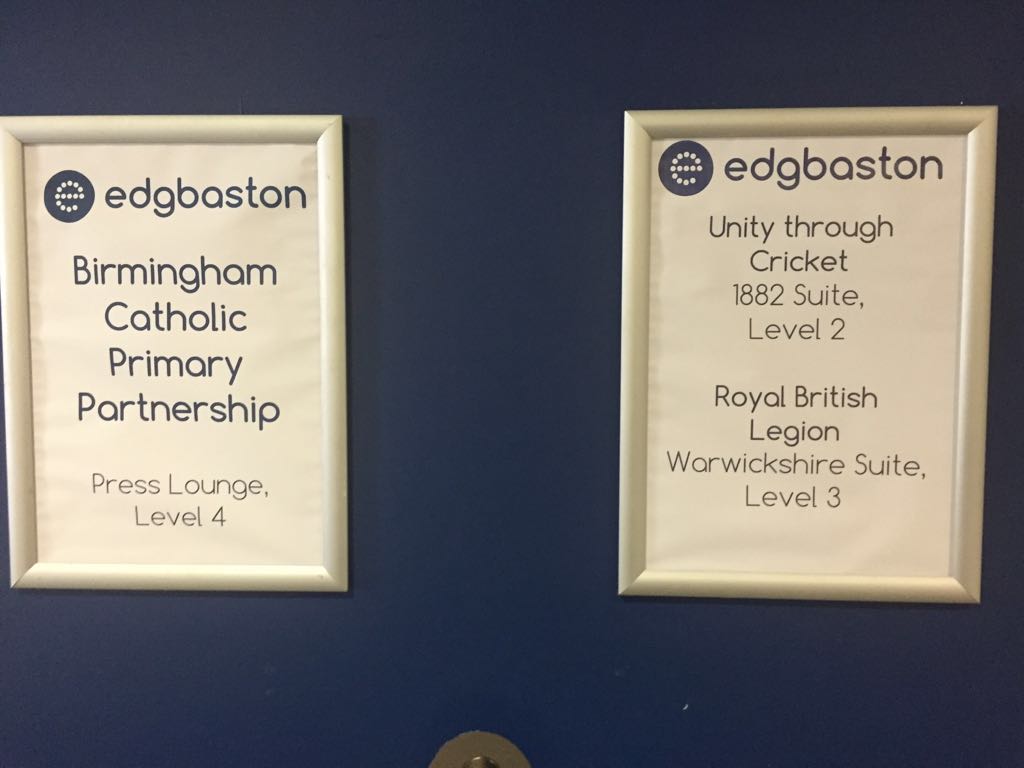 edgbaston
Birmingham
Catholic
Primary
Partnership
Press Lounge,
Level 4
edgbaston
Unity through
Cricket
1882 Suite,
Level 2
Royal British
Legion
Warwickshire Suite,
Level 3